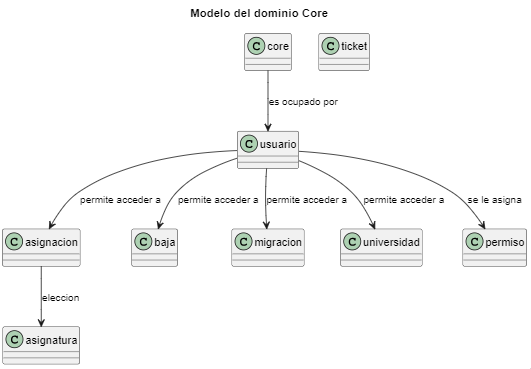 Modelo del dominio Core
C core
C ticket
es ocupado por
C usuario
permite acceder a
permite acceder a
permite acceder a
permite acceder a
se le asigna
C asignacion
C baja
C migracion
C universidad
C permiso
eleccion
C asignatura